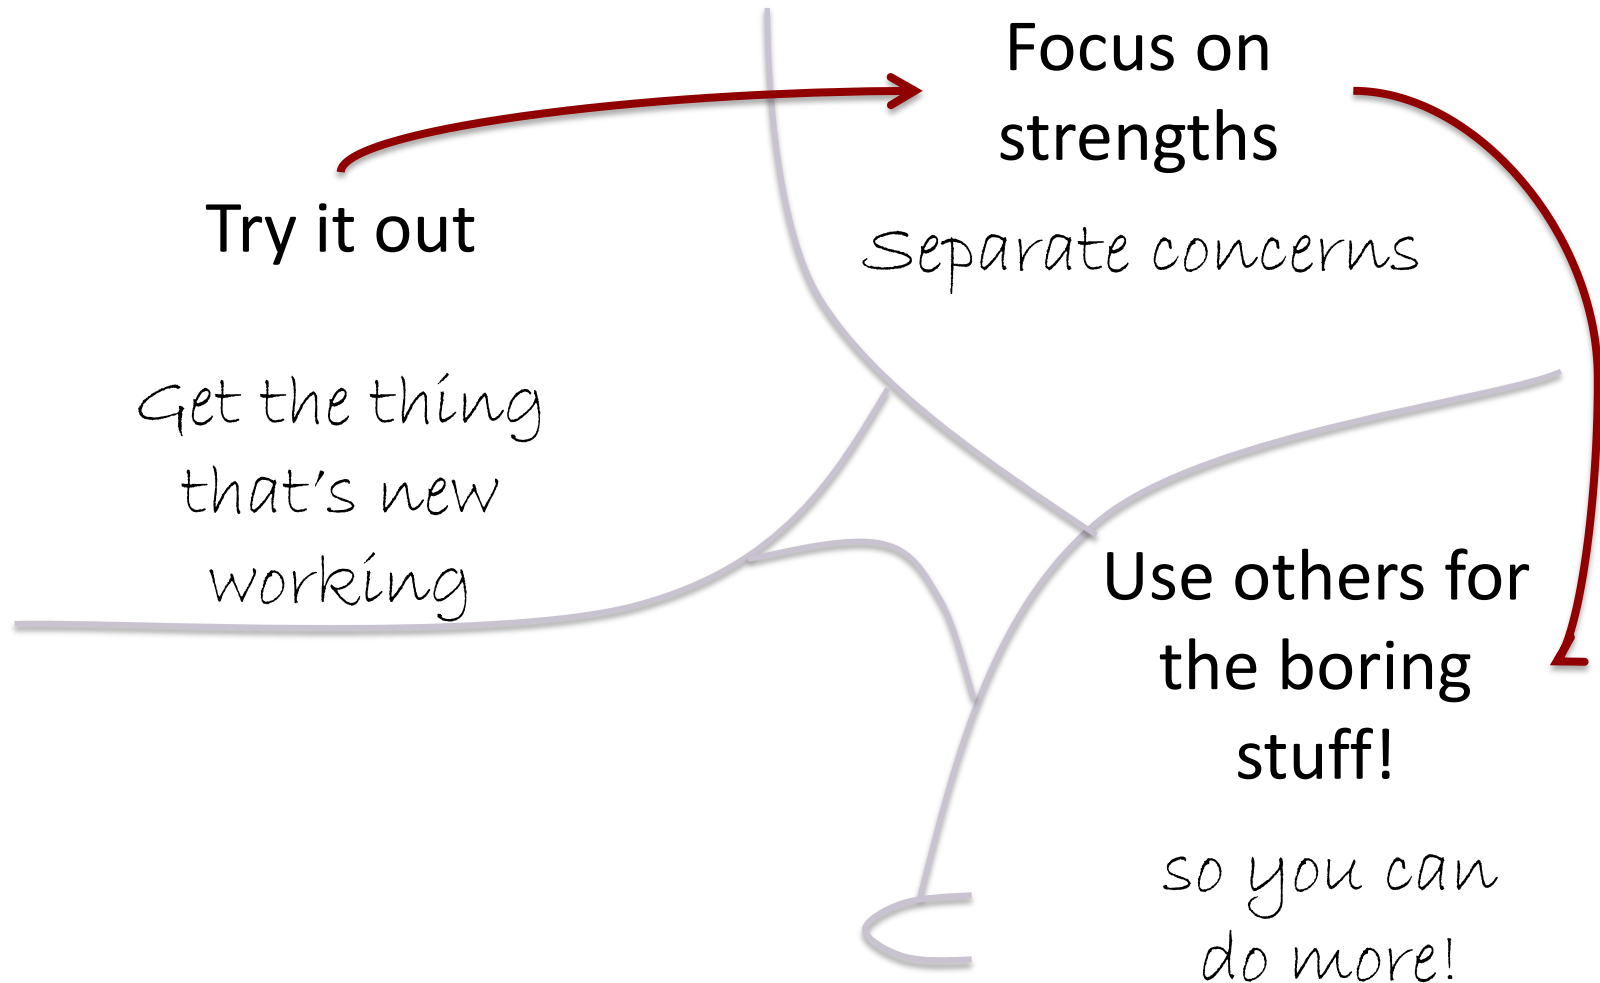 Try it out
Get the thing
that's new
working
Focus on
strengths
Separate concerns
Use others for
the boring
stuff!
so you can
do more!